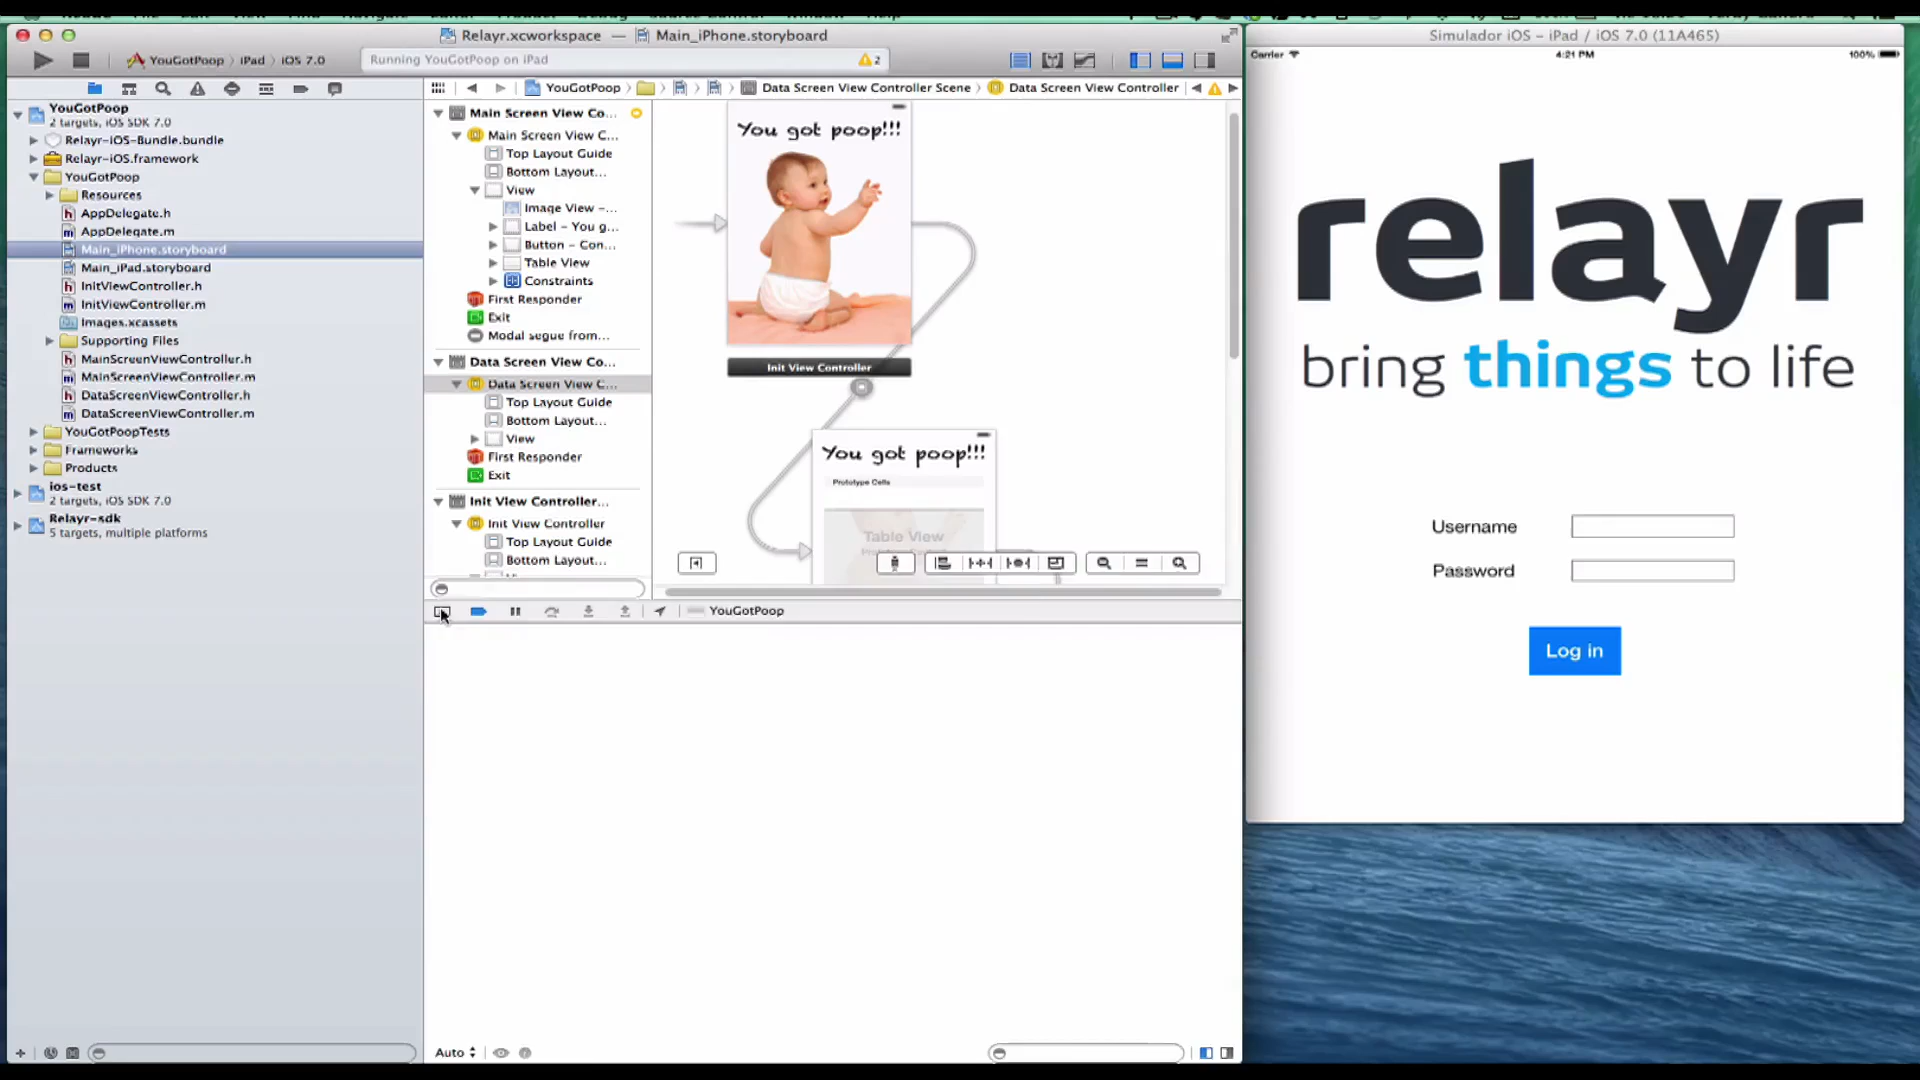 Relayr.xcworkspace — Main_iPhone.storyboard
YouGotPoop
iPad
iOS 7.0
Running YouGotPoop on iPad
2
YouGotPoop
Data Screen View Controller Scene
Data Screen View Controller
YouGotPoop
2 targets, iOS SDK 7.0
Relayr-iOS-Bundle.bundle
Relayr-iOS.framework
YouGotPoop
Resources
AppDelegate.h
AppDelegate.m
Main_iPhone.storyboard
Main_iPad.storyboard
InitViewController.h
InitViewController.m
Images.xcassets
Supporting Files
MainScreenViewController.h
MainScreenViewController.m
DataScreenViewController.h
DataScreenViewController.m
YouGotPoopTests
Frameworks
Products
ios-test
2 targets, iOS SDK 7.0
Relayr-sdk
5 targets, multiple platforms
Main Screen View Co...
Main Screen View C...
Top Layout Guide
Bottom Layout...
View
Image View -...
Label - You g...
Button - Con...
Table View
Constraints
First Responder
Exit
Modal segue from...
Data Screen View Co...
Data Screen View C...
Top Layout Guide
Bottom Layout...
View
First Responder
Exit
Init View Controller...
Init View Controller
Top Layout Guide
Bottom Layout...
You got poop!!!
Init View Controller
You got poop!!!
Prototype Cells
Table View
YouGotPoop
Auto
Simulador iOS - iPad / iOS 7.0 (11A465)
Carrier
4:21 PM
100%
relayr
bring things to life
Username
Password
Log in